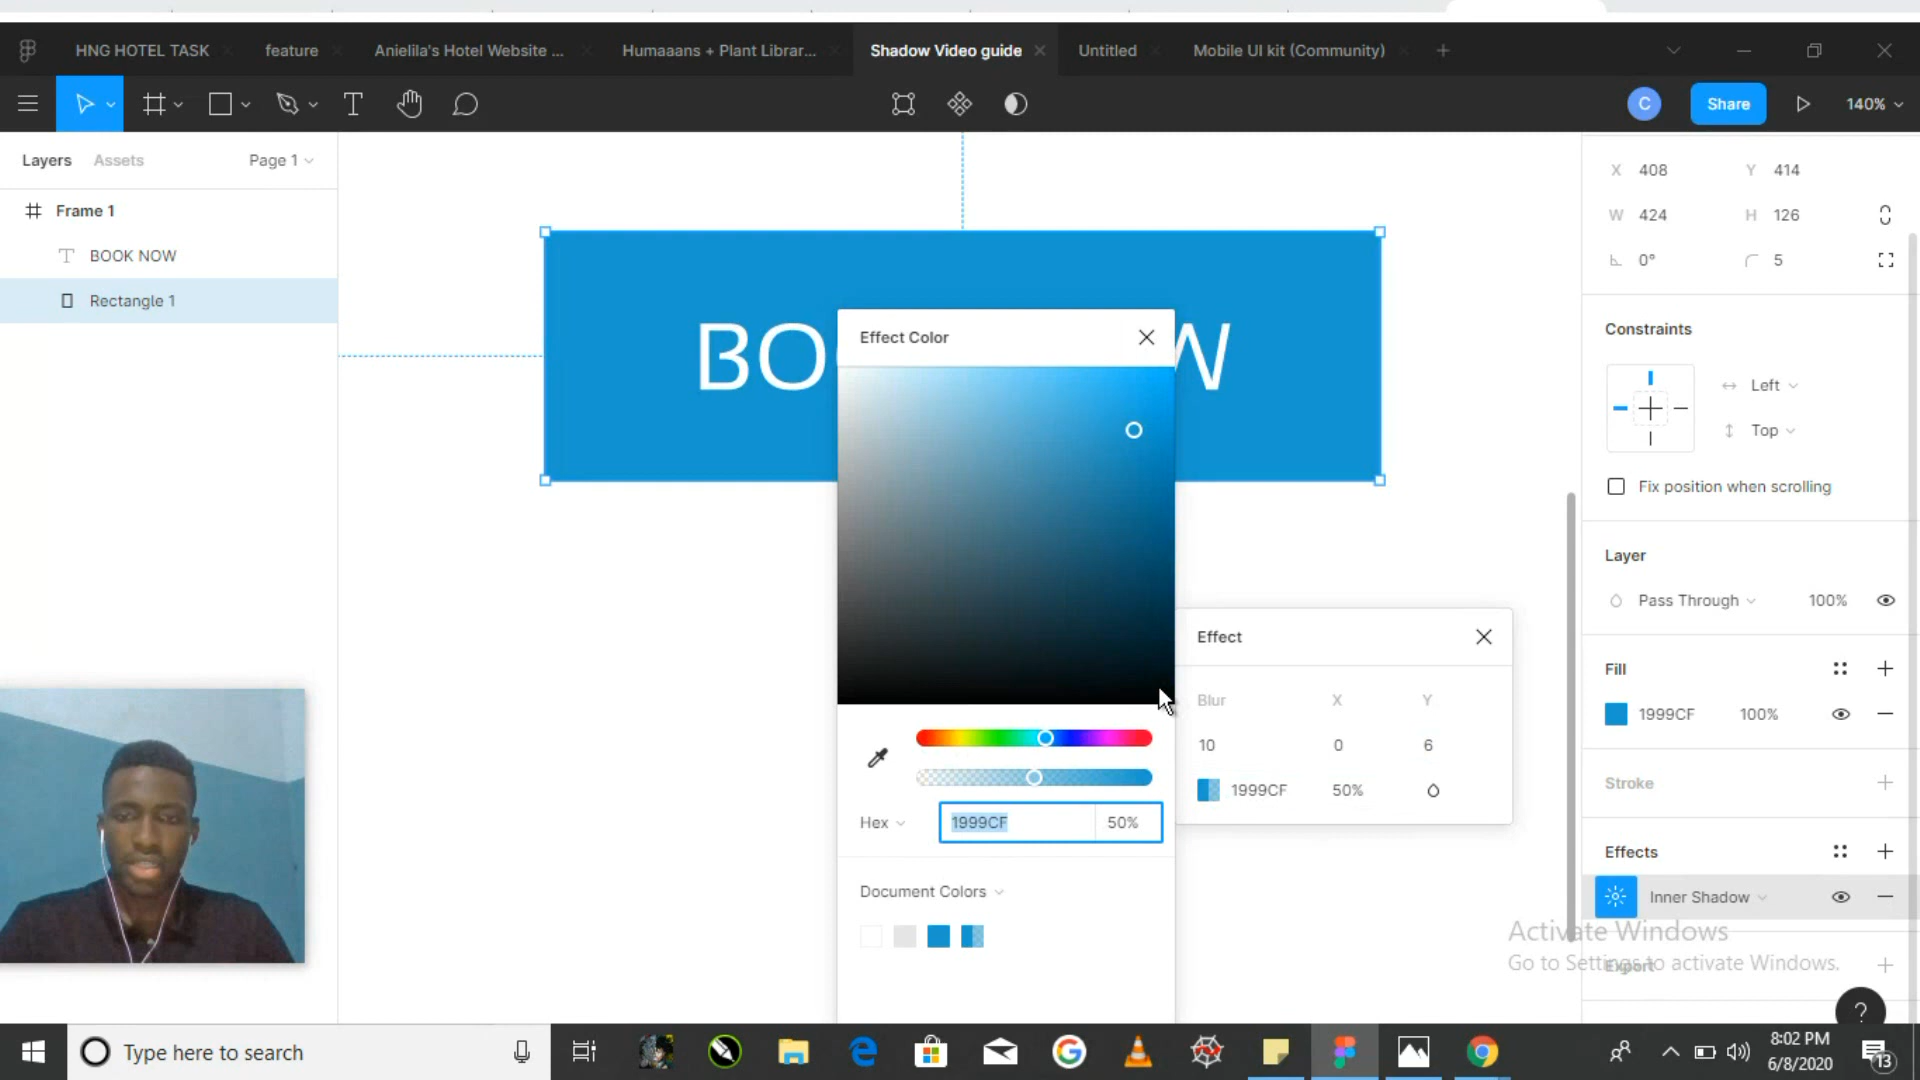 HNG HOTEL TASK
feature
Anielila's Hotel Website ...
Humaaans + Plant Librar...
Shadow Video guide
Untitled
Mobile UI kit (Community)
C
Share
140%
Layers
Assets
Page 1
Frame 1
BOOK NOW
Rectangle 1
X 408
Y 414
W 424
H 126
0°
5
Constraints
Left
Top
Fix position when scrolling
Layer
Pass Through
100%
Fill
1999CF
100%
Stroke
Effects
Inner Shadow
Export
Effect Color
Hex
1999CF
50%
Document Colors
Effect
Blur
X
Y
10
0
6
1999CF
50%
Activate Windows
Go to Settings to activate Windows.
?
Type here to search
8:02 PM
6/8/2020
13